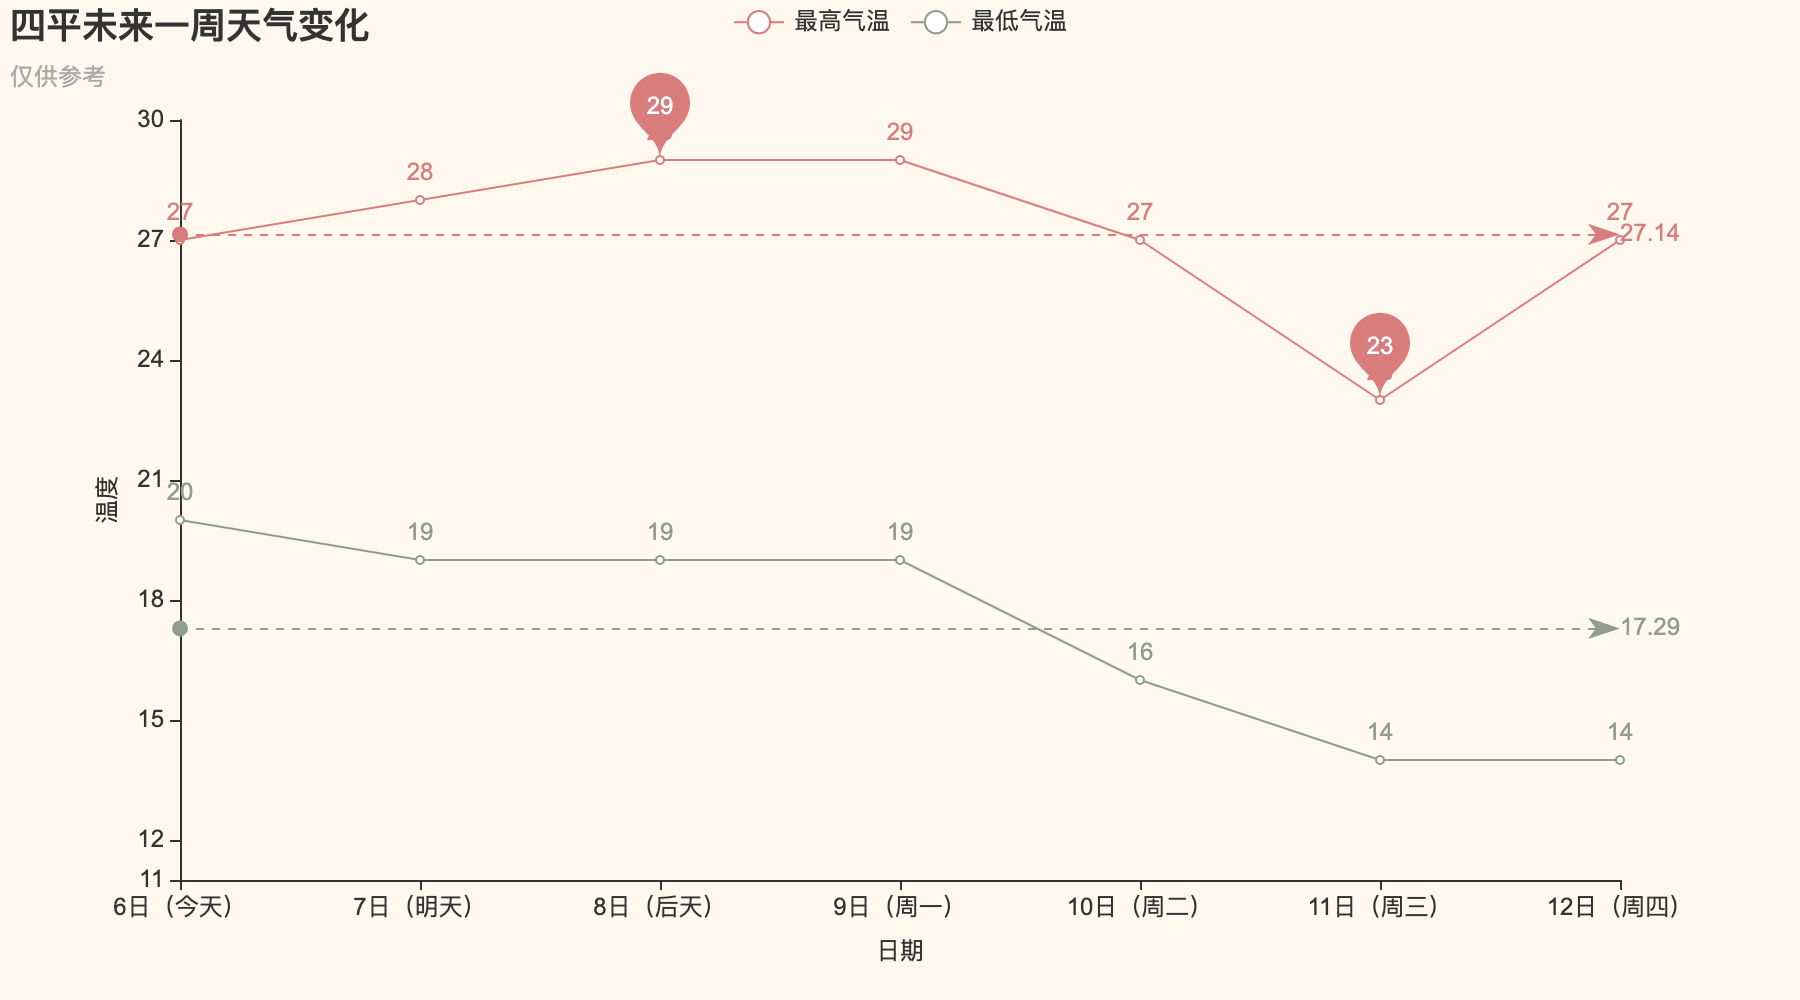 四平未来一周天气变化
仅供参考
最高气温 最低气温
温度
30
27
24
21
18
15
12
11
27 28 29 29 27 23 27
27.14
20 19 19 19 16 14 14
17.29
6日（今天） 7日（明天） 8日（后天） 9日（周一） 10日（周二） 11日（周三） 12日（周四）
日期